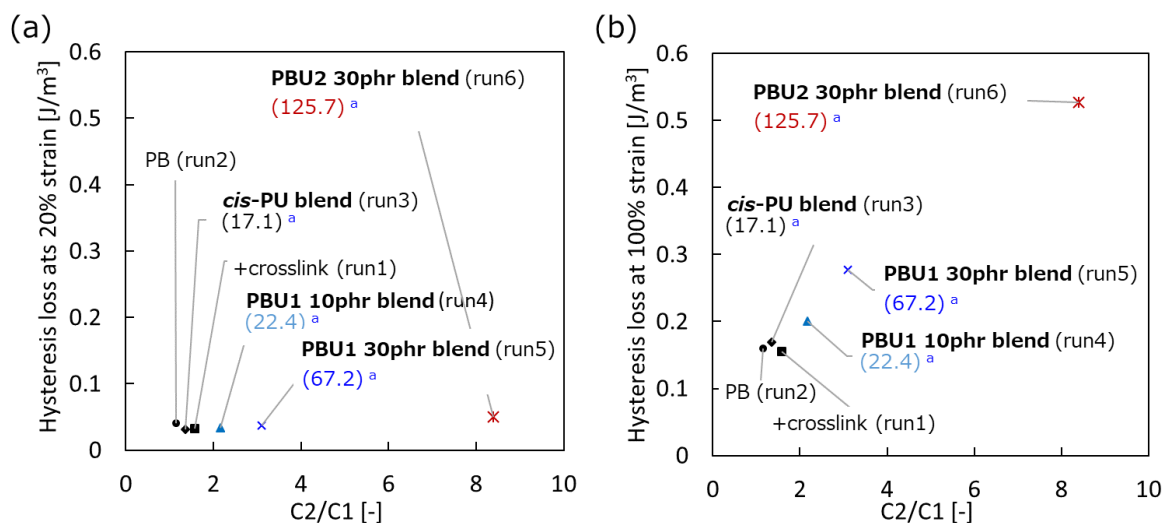 (a)
Hysteresis loss ats 20% strain [J/m³]
0.6
0.5
0.4
0.3
0.2
0.1
0
PBU2 30phr blend (run6)
(125.7) a
PB (run2)
cis-PU blend (run3)
(17.1) a
+crosslink (run1)
PBU1 10phr blend (run4)
(22.4) a
PBU1 30phr blend (run5)
(67.2) a
0 2 4 6 8 10
C2/C1 [-]
(b)
Hysteresis loss at 100% strain [J/m³]
0.6
0.5
0.4
0.3
0.2
0.1
0
PBU2 30phr blend (run6)
(125.7) a
cis-PU blend (run3)
(17.1) a
PBU1 30phr blend (run5)
(67.2) a
PBU1 10phr blend (run4)
(22.4) a
PB (run2)
+crosslink (run1)
0 2 4 6 8 10
C2/C1 [-]